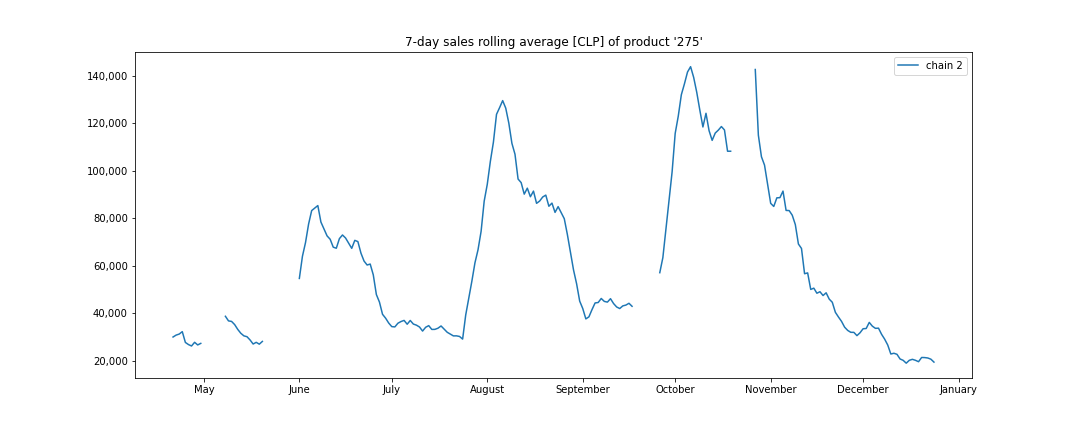 7-day sales rolling average [CLP] of product '275'
chain 2
140,000
120,000
100,000
80,000
60,000
40,000
20,000
May June July August September October November December January